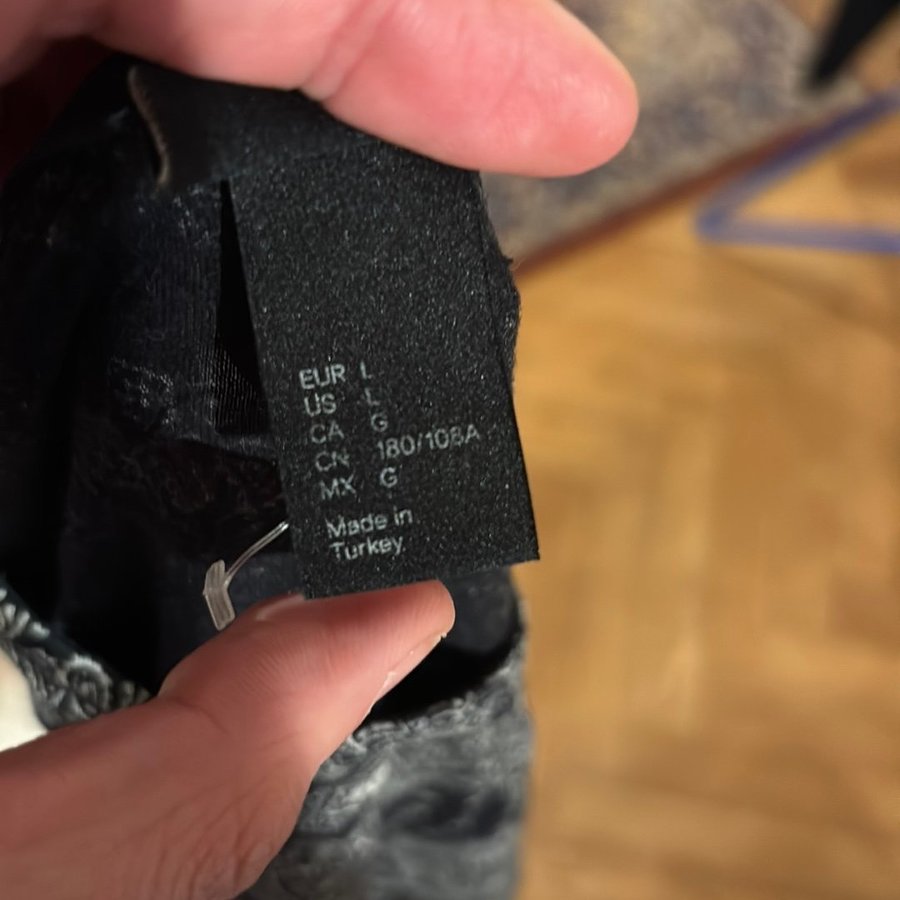 EUR L
US L
CA G
CN 180/108A
MX G
Made in
Turkey